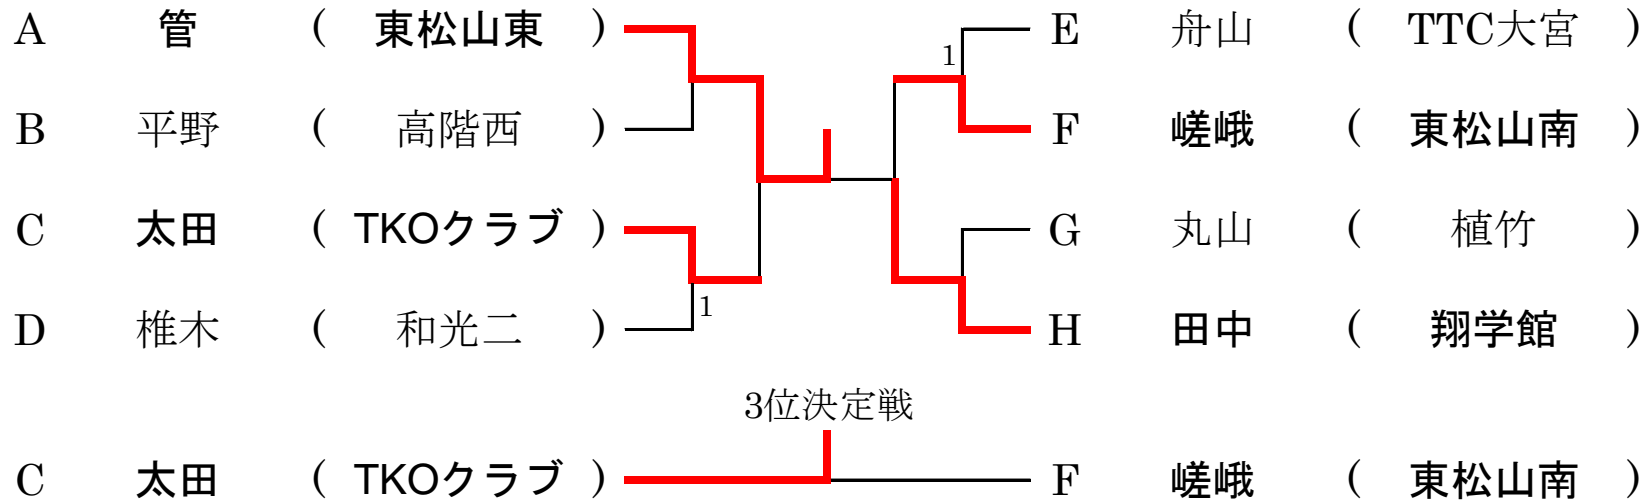 A 管 ( 東松山東 ) E 舟山 ( TTC大宮 )
1
B 平野 ( 高階西 ) F 嵯峨 ( 東松山南 )
C 太田 ( TKOクラブ ) G 丸山 ( 植竹 )
1
D 椎木 ( 和光二 ) H 田中 ( 翔学館 )
3位決定戦
C 太田 ( TKOクラブ ) F 嵯峨 ( 東松山南 )